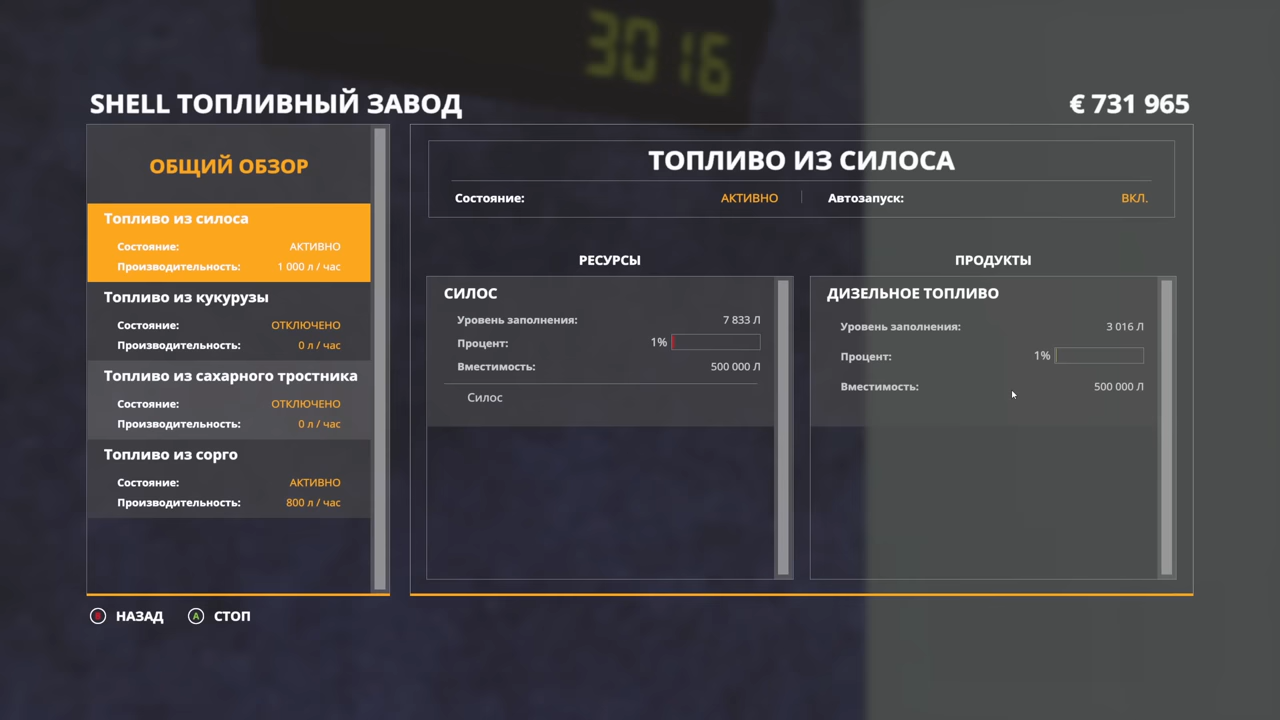 3016
SHELL ТОПЛИВНЫЙ ЗАВОД
€ 731 965
ОБЩИЙ ОБЗОР
Топливо из силоса
Состояние: АКТИВНО
Производительность: 1 000 л / час
Топливо из кукурузы
Состояние: ОТКЛЮЧЕНО
Производительность: 0 л / час
Топливо из сахарного тростника
Состояние: ОТКЛЮЧЕНО
Производительность: 0 л / час
Топливо из сорго
Состояние: АКТИВНО
Производительность: 800 л / час
ТОПЛИВО ИЗ СИЛОСА
Состояние: АКТИВНО
Автозапуск: ВКЛ.
РЕСУРСЫ
СИЛОС
Уровень заполнения: 7 833 Л
Процент: 1%
Вместимость: 500 000 Л
Силос
ПРОДУКТЫ
ДИЗЕЛЬНОЕ ТОПЛИВО
Уровень заполнения: 3 016 Л
Процент: 1%
Вместимость: 500 000 Л
B НАЗАД
A СТОП